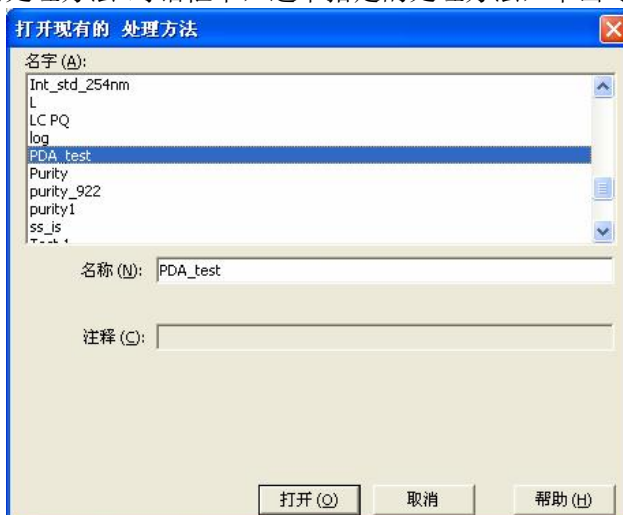 打开现有的 处理方法
名字(A):
Int_std_254nm
L
LC PQ
log
PDA_test
Purity
purity_922
purity1
ss_is
名称(N): PDA_test
注释(C):
打开(O) 取消 帮助(H)